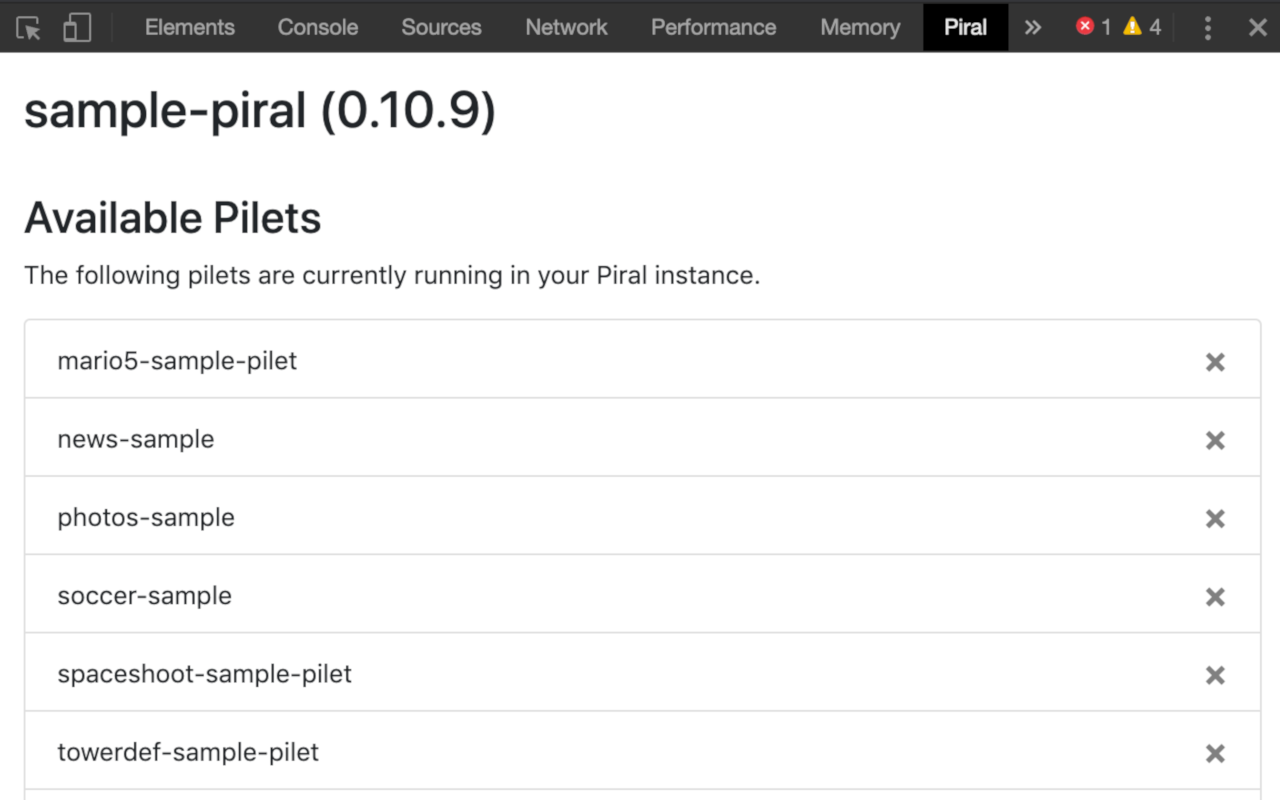 Elements Console Sources Network Performance Memory Piral » 1 4
sample-piral (0.10.9)
Available Pilets
The following pilets are currently running in your Piral instance.
mario5-sample-pilet
news-sample
photos-sample
soccer-sample
spaceshoot-sample-pilet
towerdef-sample-pilet